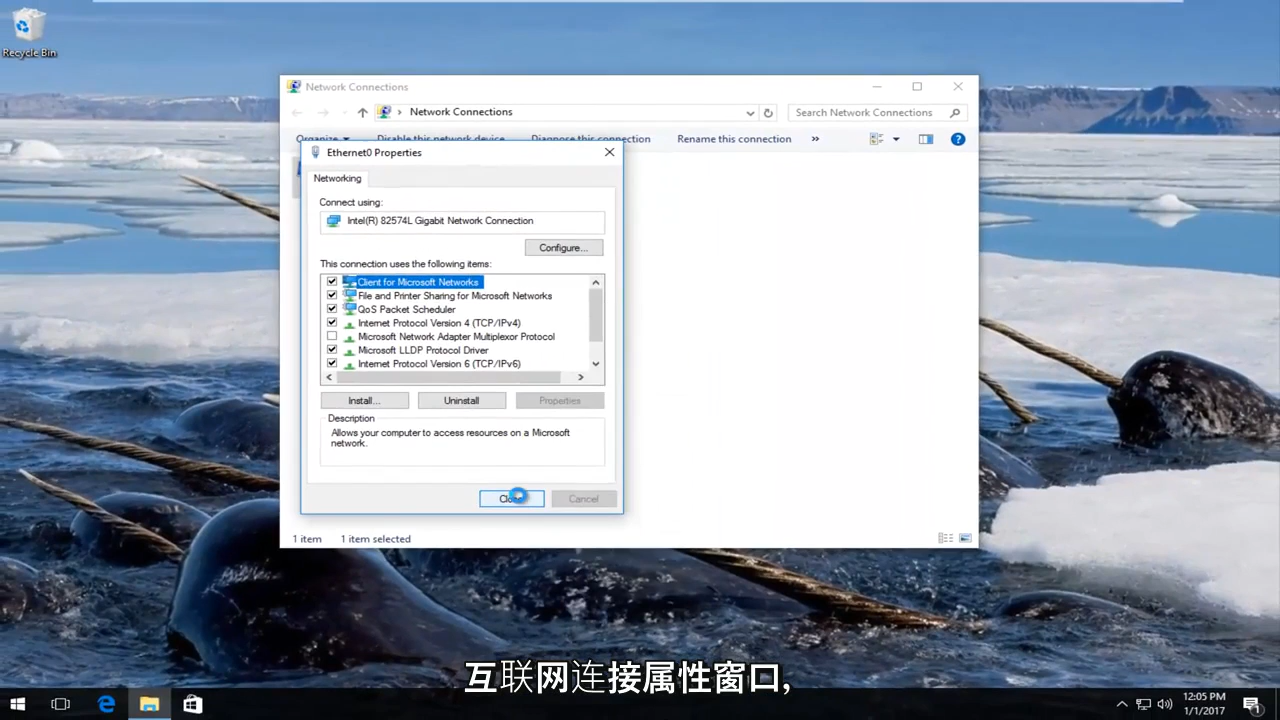 Recycle Bin
Network Connections
Network Connections
Search Network Connections
Organize
Disable this network device
Diagnose this connection
Rename this connection
»
Ethernet0 Properties
Networking
Connect using:
Intel(R) 82574L Gigabit Network Connection
Configure...
This connection uses the following items:
Client for Microsoft Networks
File and Printer Sharing for Microsoft Networks
QoS Packet Scheduler
Internet Protocol Version 4 (TCP/IPv4)
Microsoft Network Adapter Multiplexor Protocol
Microsoft LLDP Protocol Driver
Internet Protocol Version 6 (TCP/IPv6)
Install...
Uninstall
Properties
Description
Allows your computer to access resources on a Microsoft
network.
Close
Cancel
1 item
1 item selected
互联网连接属性窗口,
12:05 PM
1/1/2017
1